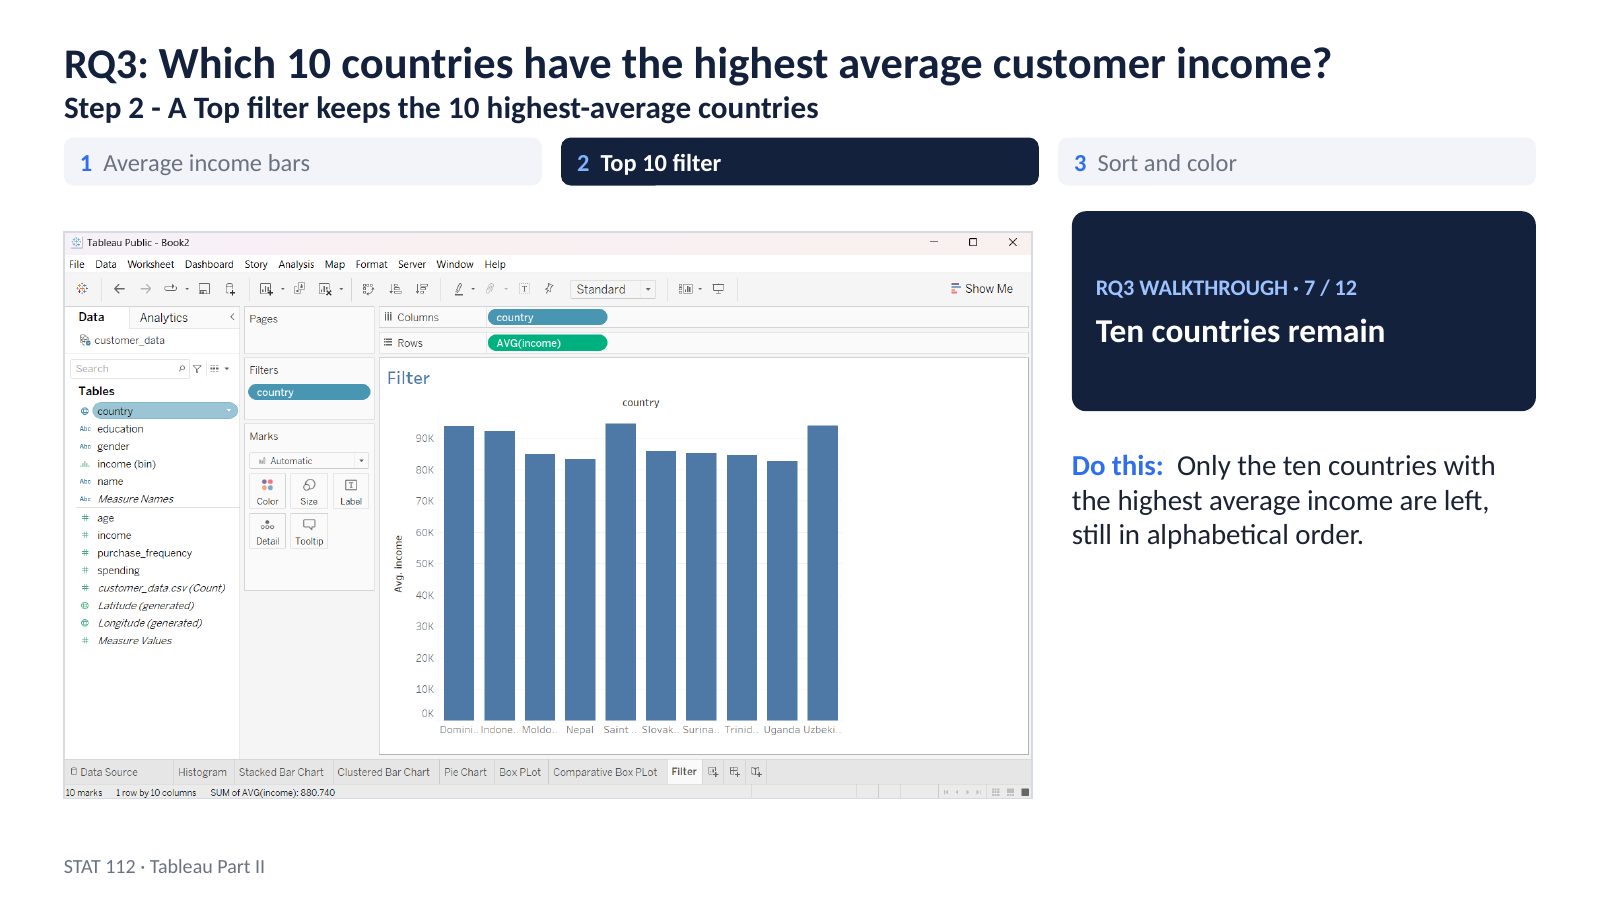 RQ3: Which 10 countries have the highest average customer income?
Step 2 - A Top filter keeps the 10 highest-average countries
1 Average income bars
2 Top 10 filter
3 Sort and color
Tableau Public - Book2
File Data Worksheet Dashboard Story Analysis Map Format Server Window Help
Standard
Show Me
Data Analytics
customer_data
Search
Tables
country
Abc education
Abc gender
income (bin)
Abc name
Abc Measure Names
# age
# income
# purchase_frequency
# spending
# customer_data.csv (Count)
Latitude (generated)
Longitude (generated)
# Measure Values
Pages
Filters
country
Marks
Automatic
Color Size Label
Detail Tooltip
Columns country
Rows AVG(income)
Filter
country
Avg. income
90K
80K
70K
60K
50K
40K
30K
20K
10K
0K
Domini.. Indone.. Moldo.. Nepal Saint .. Slovak.. Surina.. Trinid.. Uganda Uzbeki..
Data Source Histogram Stacked Bar Chart Clustered Bar Chart Pie Chart Box PLot Comparative Box PLot Filter
10 marks 1 row by 10 columns SUM of AVG(income): 880.740
RQ3 WALKTHROUGH · 7 / 12
Ten countries remain
Do this: Only the ten countries with
the highest average income are left,
still in alphabetical order.
STAT 112 · Tableau Part II